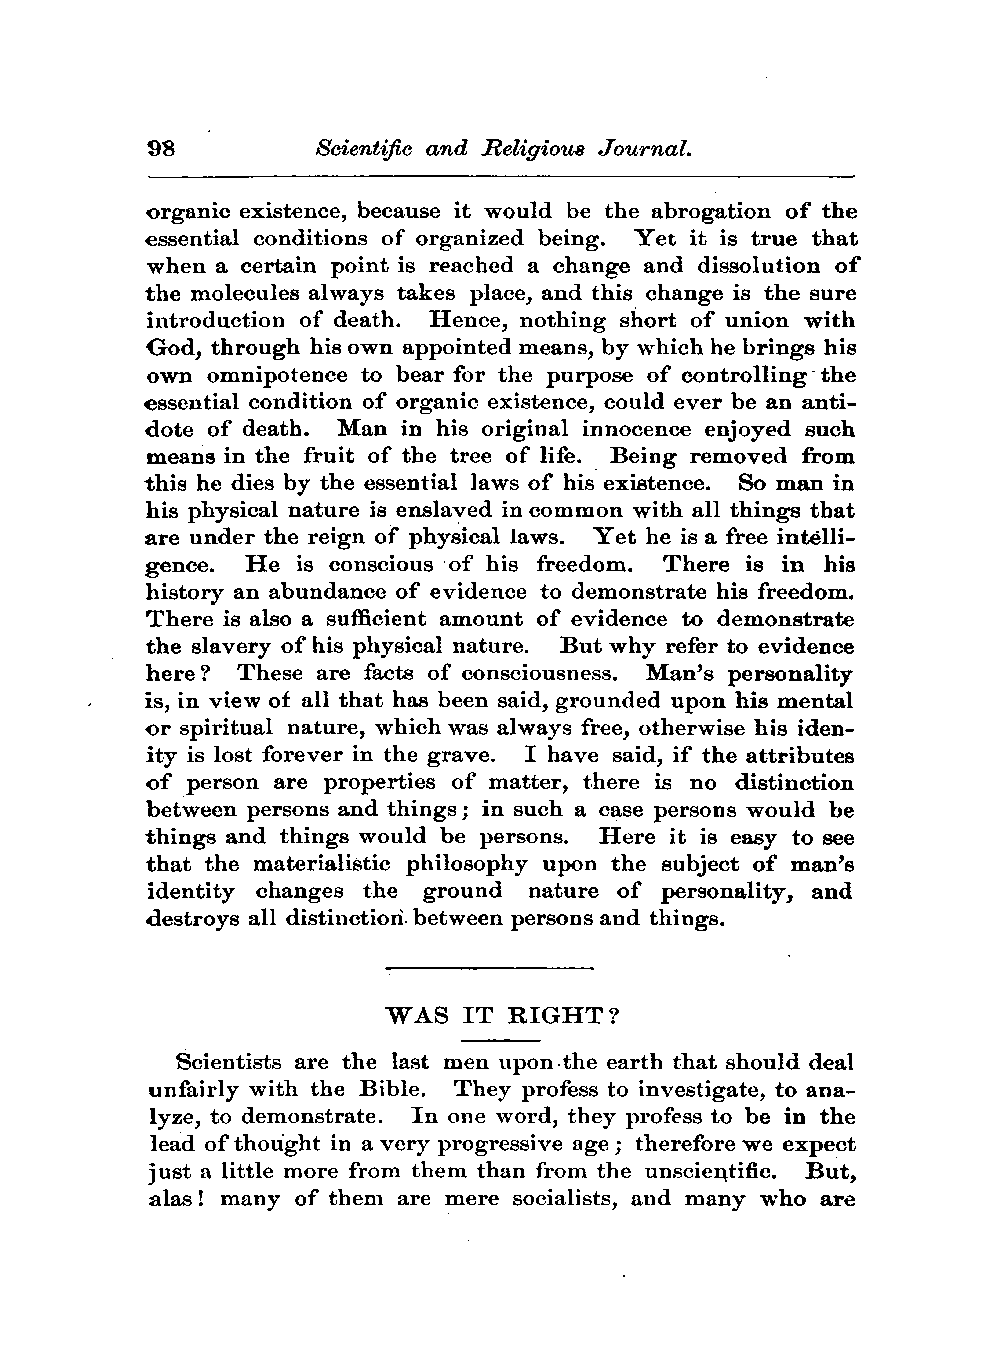 98 Scientific and Religious Journal.
organic existence, because it would be the abrogation of the
essential conditions of organized being. Yet it is true that
when a certain point is reached a change and dissolution of
the molecules always takes place, and this change is the sure
introduction of death. Hence, nothing short of union with
God, through his own appointed means, by which he brings his
own omnipotence to bear for the purpose of controlling the
essential condition of organic existence, could ever be an anti-
dote of death. Man in his original innocence enjoyed such
means in the fruit of the tree of life. Being removed from
this he dies by the essential laws of his existence. So man in
his physical nature is enslaved in common with all things that
are under the reign of physical laws. Yet he is a free intelli-
gence. He is conscious of his freedom. There is in his
history an abundance of evidence to demonstrate his freedom.
There is also a sufficient amount of evidence to demonstrate
the slavery of his physical nature. But why refer to evidence
here? These are facts of consciousness. Man's personality
is, in view of all that has been said, grounded upon his mental
or spiritual nature, which was always free, otherwise his iden-
ity is lost forever in the grave. I have said, if the attributes
of person are properties of matter, there is no distinction
between persons and things; in such a case persons would be
things and things would be persons. Here it is easy to see
that the materialistic philosophy upon the subject of man's
identity changes the ground nature of personality, and
destroys all distinction between persons and things.
WAS IT RIGHT?
Scientists are the last men upon the earth that should deal
unfairly with the Bible. They profess to investigate, to ana-
lyze, to demonstrate. In one word, they profess to be in the
lead of thought in a very progressive age; therefore we expect
just a little more from them than from the unscientific. But,
alas! many of them are mere socialists, and many who are